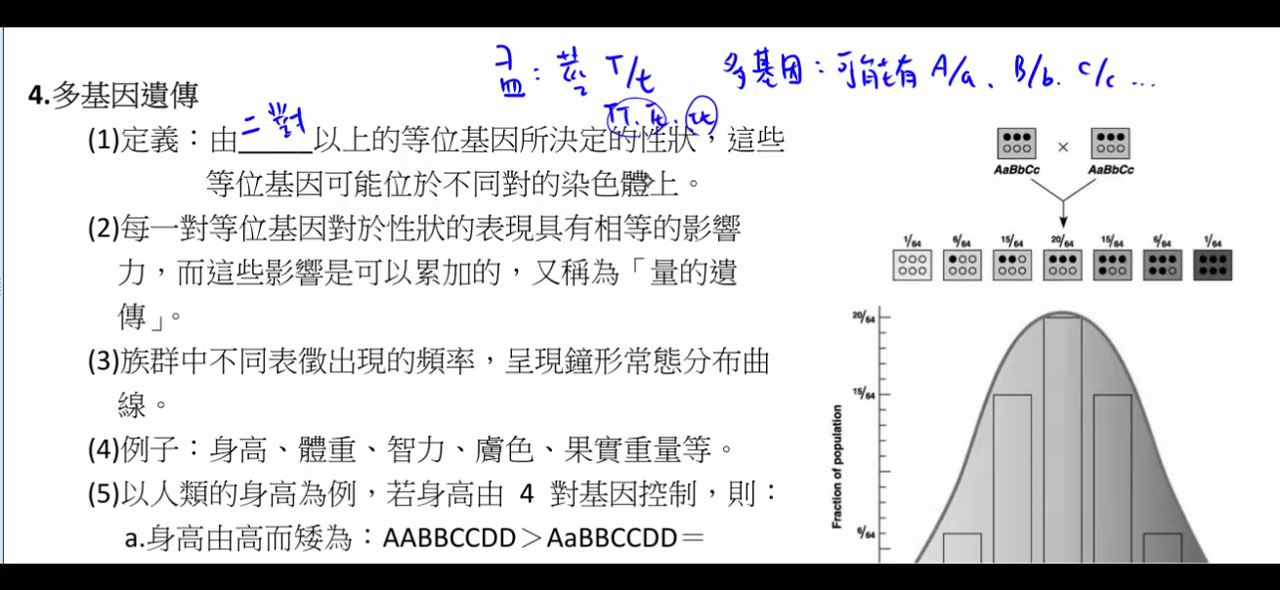 孟：莖 T/t 多基因：可能有 A/a、B/b. C/c ...
TT. Tt. tt
4.多基因遺傳
二對
(1)定義：由_____以上的等位基因所決定的性狀，這些
等位基因可能位於不同對的染色體上。
(2)每一對等位基因對於性狀的表現具有相等的影響
力，而這些影響是可以累加的，又稱為「量的遺
傳」。
(3)族群中不同表徵出現的頻率，呈現鐘形常態分布曲
線。
(4)例子：身高、體重、智力、膚色、果實重量等。
(5)以人類的身高為例，若身高由 4 對基因控制，則：
a.身高由高而矮為：AABBCCDD＞AaBBCCDD＝
×
AaBbCc AaBbCc
1/64 6/64 15/64 20/64 15/64 6/64 1/64
20/64
15/64
Fraction of population
6/64